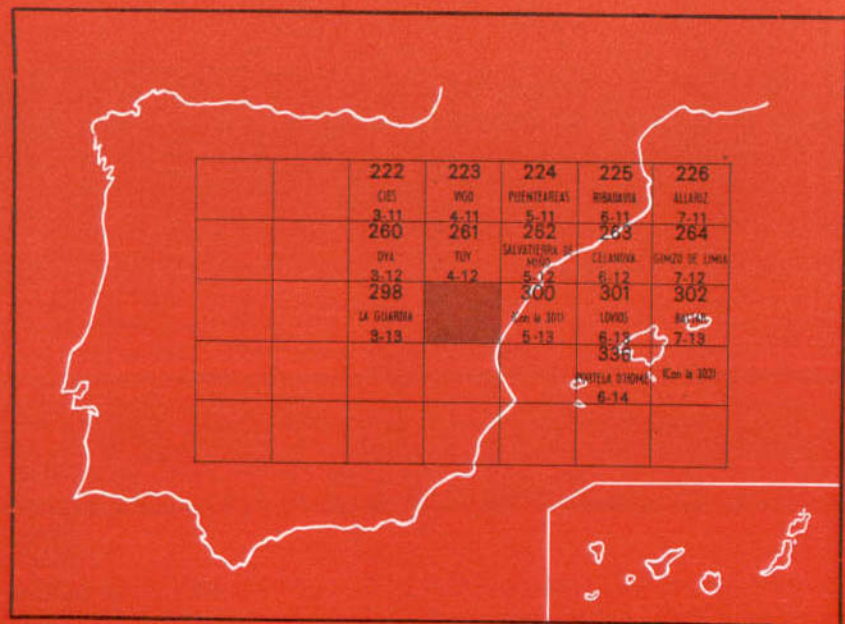 222 223 224 225 226
CIES VIGO PUENTEAREAS RIBADAVIA ALLARIZ
3-11 4-11 5-11 6-11 7-11
260 261 262 263 264
OYA TUY SALVATIERRA DE MIÑO CELANOVA GINZO DE LIMIA
3-12 4-12 5-12 6-12 7-12
298 300 301 302
LA GUARDIA (Con la 301) LOVIOS BALTAR
3-13 5-13 6-13 7-13
336
PORTELA D'HOME (Con la 302)
6-14